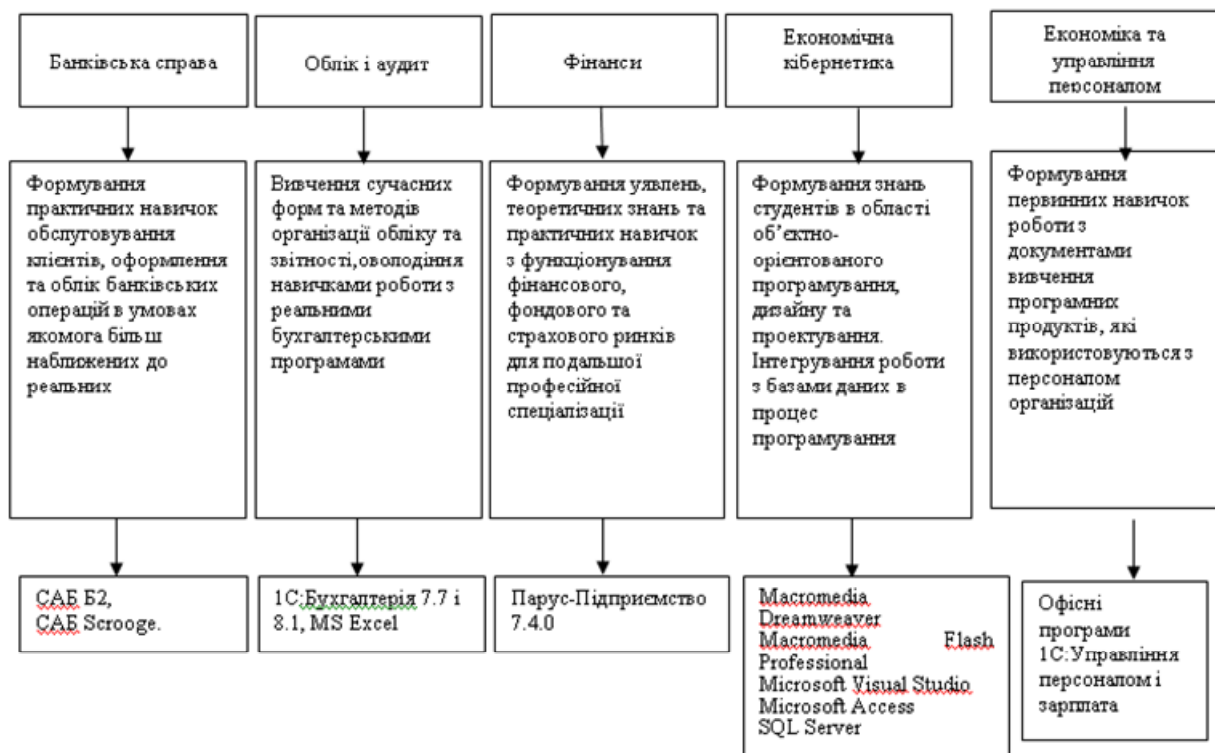 Банківська справа
Облік і аудит
Фінанси
Економічна
кібернетика
Економіка та
управління
персоналом
Формування
практичних навичок
обслуговування
клієнтів, оформлення
та облік банківських
операцій в умовах
якомога більш
наближених до
реальних
Вивчення сучасних
форм та методів
організації обліку та
звітності,оволодіння
навичками роботи з
реальними
бухгалтерськими
програмами
Формування уявлень,
теоретичних знань та
практичних навичок
з функціонування
фінансового,
фондового та
страхового ринків
для подальшої
професійної
спеціалізації
Формування знань
студентів в області
об’єктно-
орієнтованого
програмування,
дизайну та
проектування.
Інтегрування роботи
з базами даних в
процес
програмування
Формування
первинних навичок
роботи з
документами
вивчення
програмних
продуктів, які
використовуються з
персоналом
організацій
САБ Б2,
САБ Scrooge.
1С:Бухгалтерія 7.7 і
8.1, MS Excel
Парус-Підприємство
7.4.0
Macromedia
Dreamweaver
Macromedia Flash
Professional
Microsoft Visual Studio
Microsoft Access
SQL Server
Офісні
програми
1С:Управління
персоналом і
зарплата